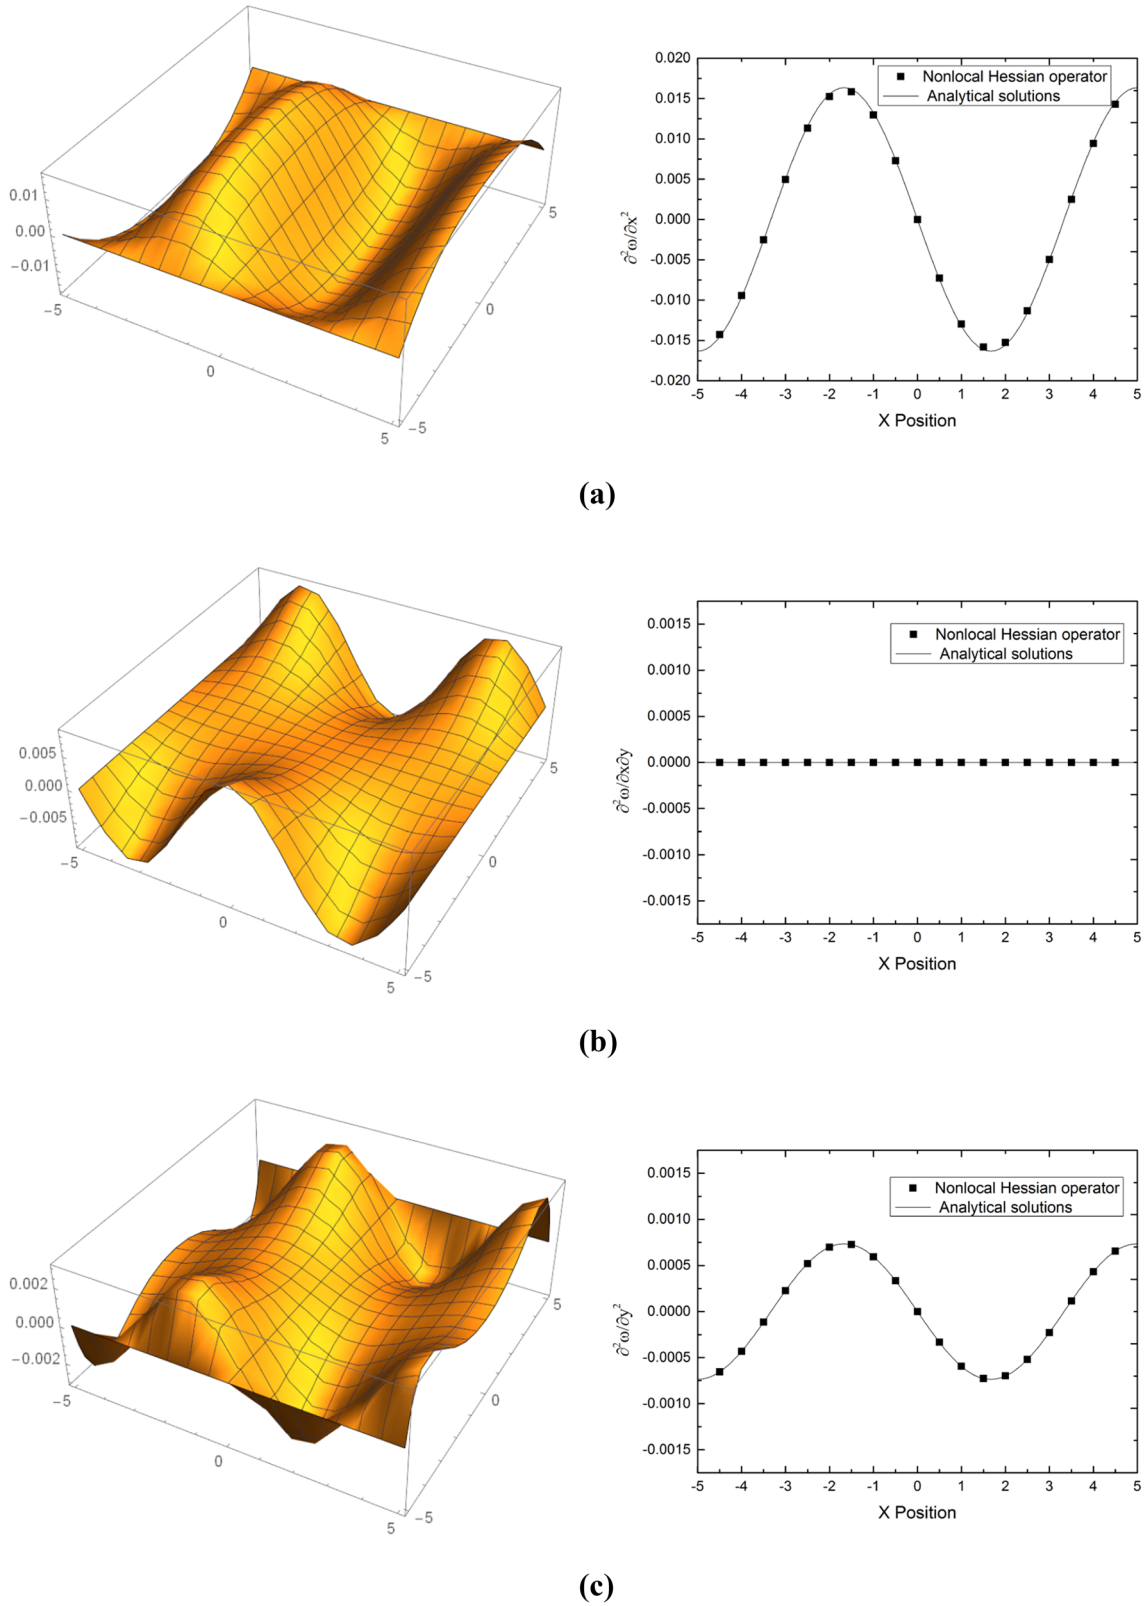 0.01
0.00
−0.01
−5
0
5
−5
0
5
0.020
0.015
0.010
0.005
0.000
-0.005
-0.010
-0.015
-0.020
∂²ω/∂x²
Nonlocal Hessian operator
Analytical solutions
-5 -4 -3 -2 -1 0 1 2 3 4 5
X Position
(a)
0.005
0.000
−0.005
−5
0
5
−5
0
5
0.0015
0.0010
0.0005
0.0000
-0.0005
-0.0010
-0.0015
∂²ω/∂x∂y
Nonlocal Hessian operator
Analytical solutions
-5 -4 -3 -2 -1 0 1 2 3 4 5
X Position
(b)
0.002
0.000
−0.002
−5
0
5
−5
0
5
0.0015
0.0010
0.0005
0.0000
-0.0005
-0.0010
-0.0015
∂²ω/∂y²
Nonlocal Hessian operator
Analytical solutions
-5 -4 -3 -2 -1 0 1 2 3 4 5
X Position
(c)